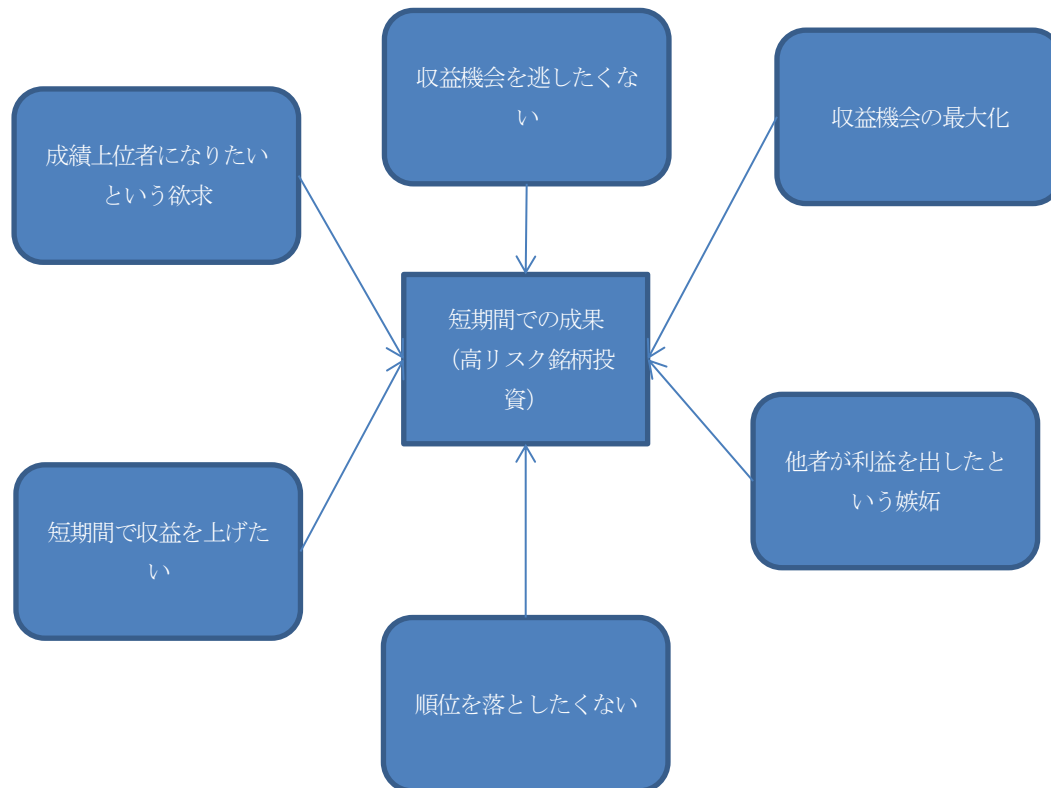 収益機会を逃したくな
い
収益機会の最大化
成績上位者になりたい
という欲求
短期間での成果
（高リスク銘柄投
資）
他者が利益を出したと
いう嫉妬
短期間で収益を上げた
い
順位を落としたくない